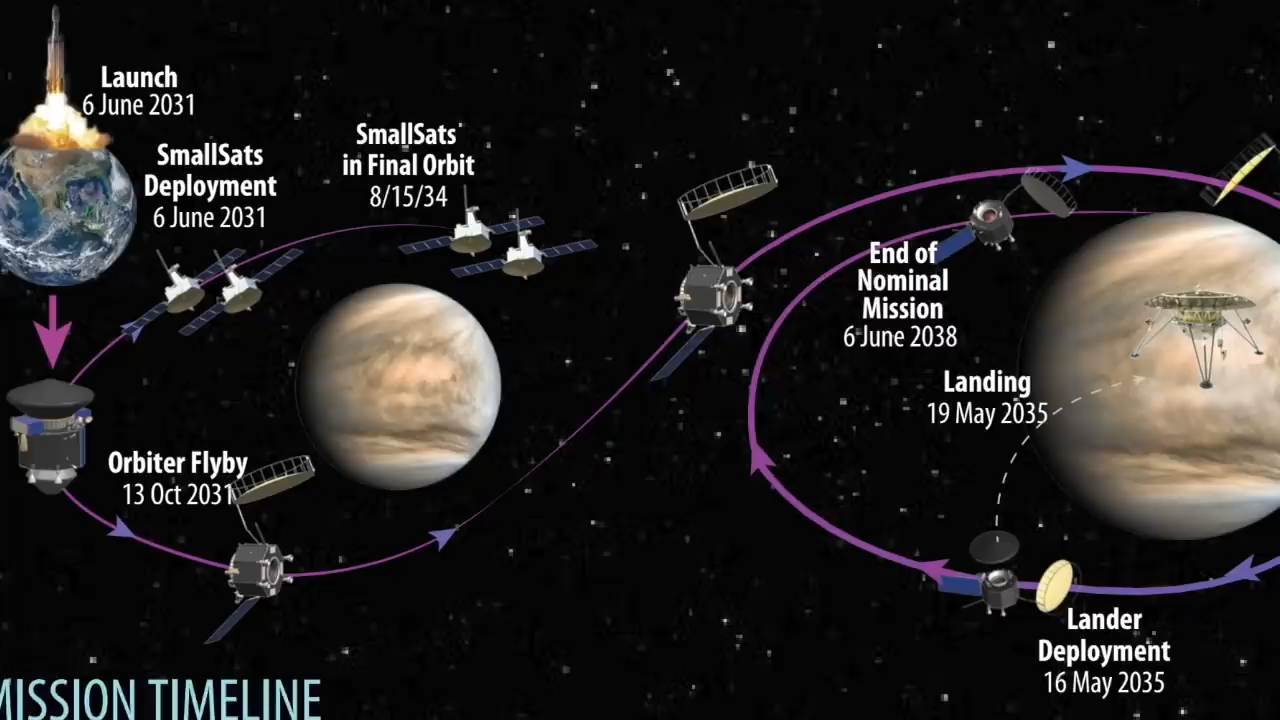 Launch
6 June 2031
SmallSats
Deployment
6 June 2031
SmallSats
in Final Orbit
8/15/34
Orbiter Flyby
13 Oct 2031
End of
Nominal
Mission
6 June 2038
Landing
19 May 2035
Lander
Deployment
16 May 2035
MISSION TIMELINE